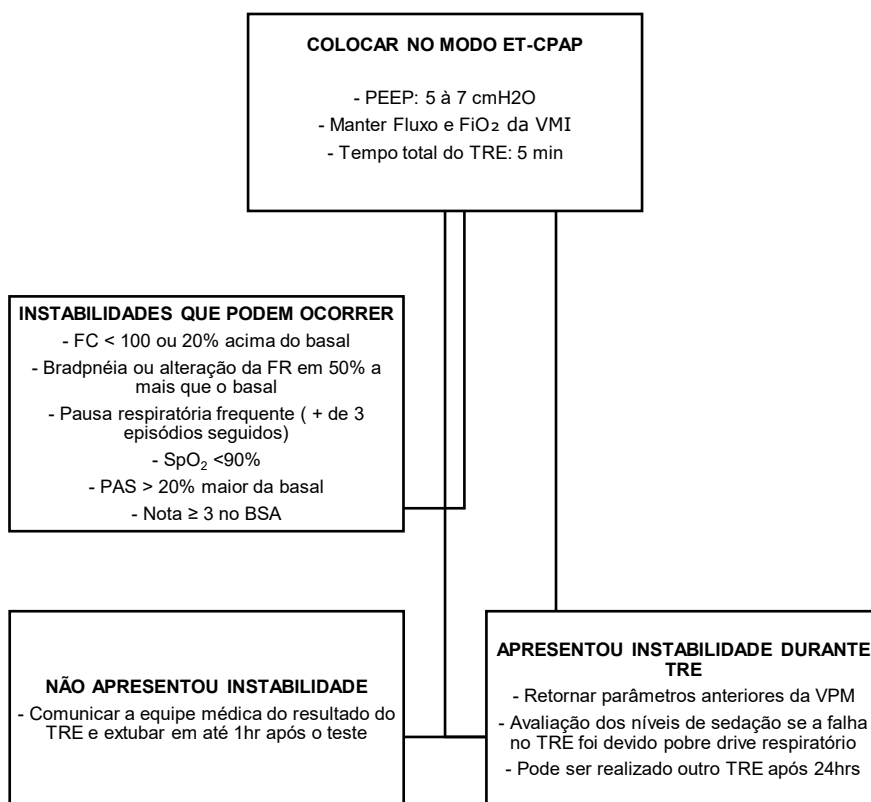 COLOCAR NO MODO ET-CPAP
- PEEP: 5 à 7 cmH2O
- Manter Fluxo e FiO₂ da VMI
- Tempo total do TRE: 5 min
INSTABILIDADES QUE PODEM OCORRER
- FC < 100 ou 20% acima do basal
- Bradpnéia ou alteração da FR em 50% a
mais que o basal
- Pausa respiratória frequente ( + de 3
episódios seguidos)
- SpO₂ <90%
- PAS > 20% maior da basal
- Nota ≥ 3 no BSA
NÃO APRESENTOU INSTABILIDADE
- Comunicar a equipe médica do resultado do
TRE e extubar em até 1hr após o teste
APRESENTOU INSTABILIDADE DURANTE
TRE
- Retornar parâmetros anteriores da VPM
- Avaliação dos níveis de sedação se a falha
no TRE foi devido pobre drive respiratório
- Pode ser realizado outro TRE após 24hrs